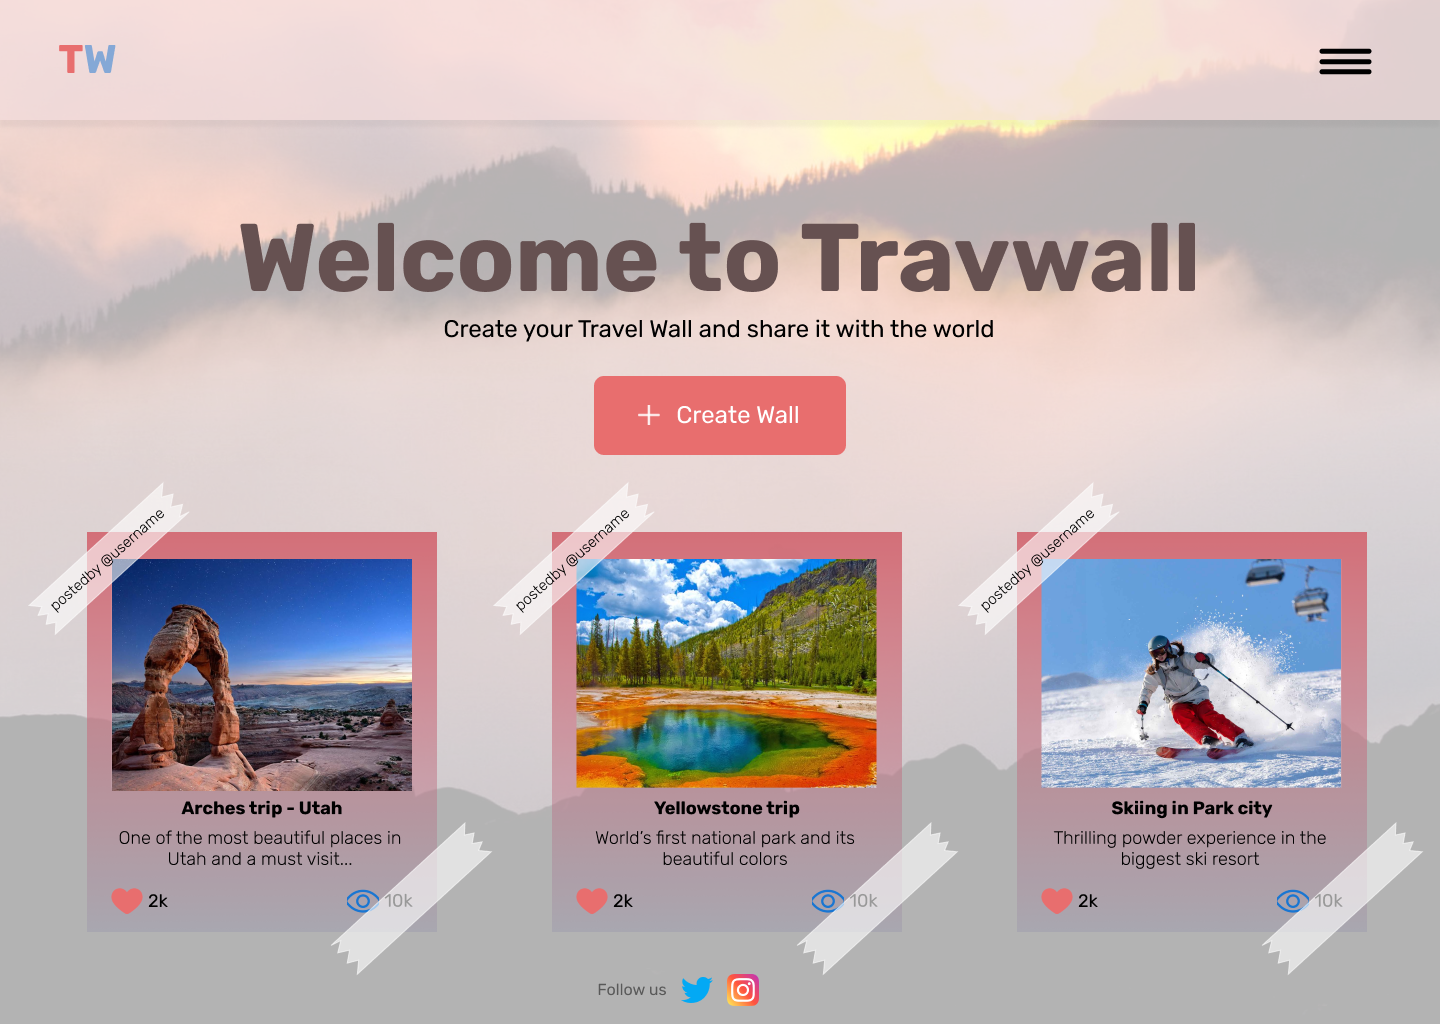 TW
Welcome to Travwall
Create your Travel Wall and share it with the world
Create Wall
postedby @username
Arches trip - Utah
One of the most beautiful places in
Utah and a must visit...
2k
10k
postedby @username
Yellowstone trip
World's first national park and its
beautiful colors
2k
10k
postedby @username
Skiing in Park city
Thrilling powder experience in the
biggest ski resort
2k
10k
Follow us